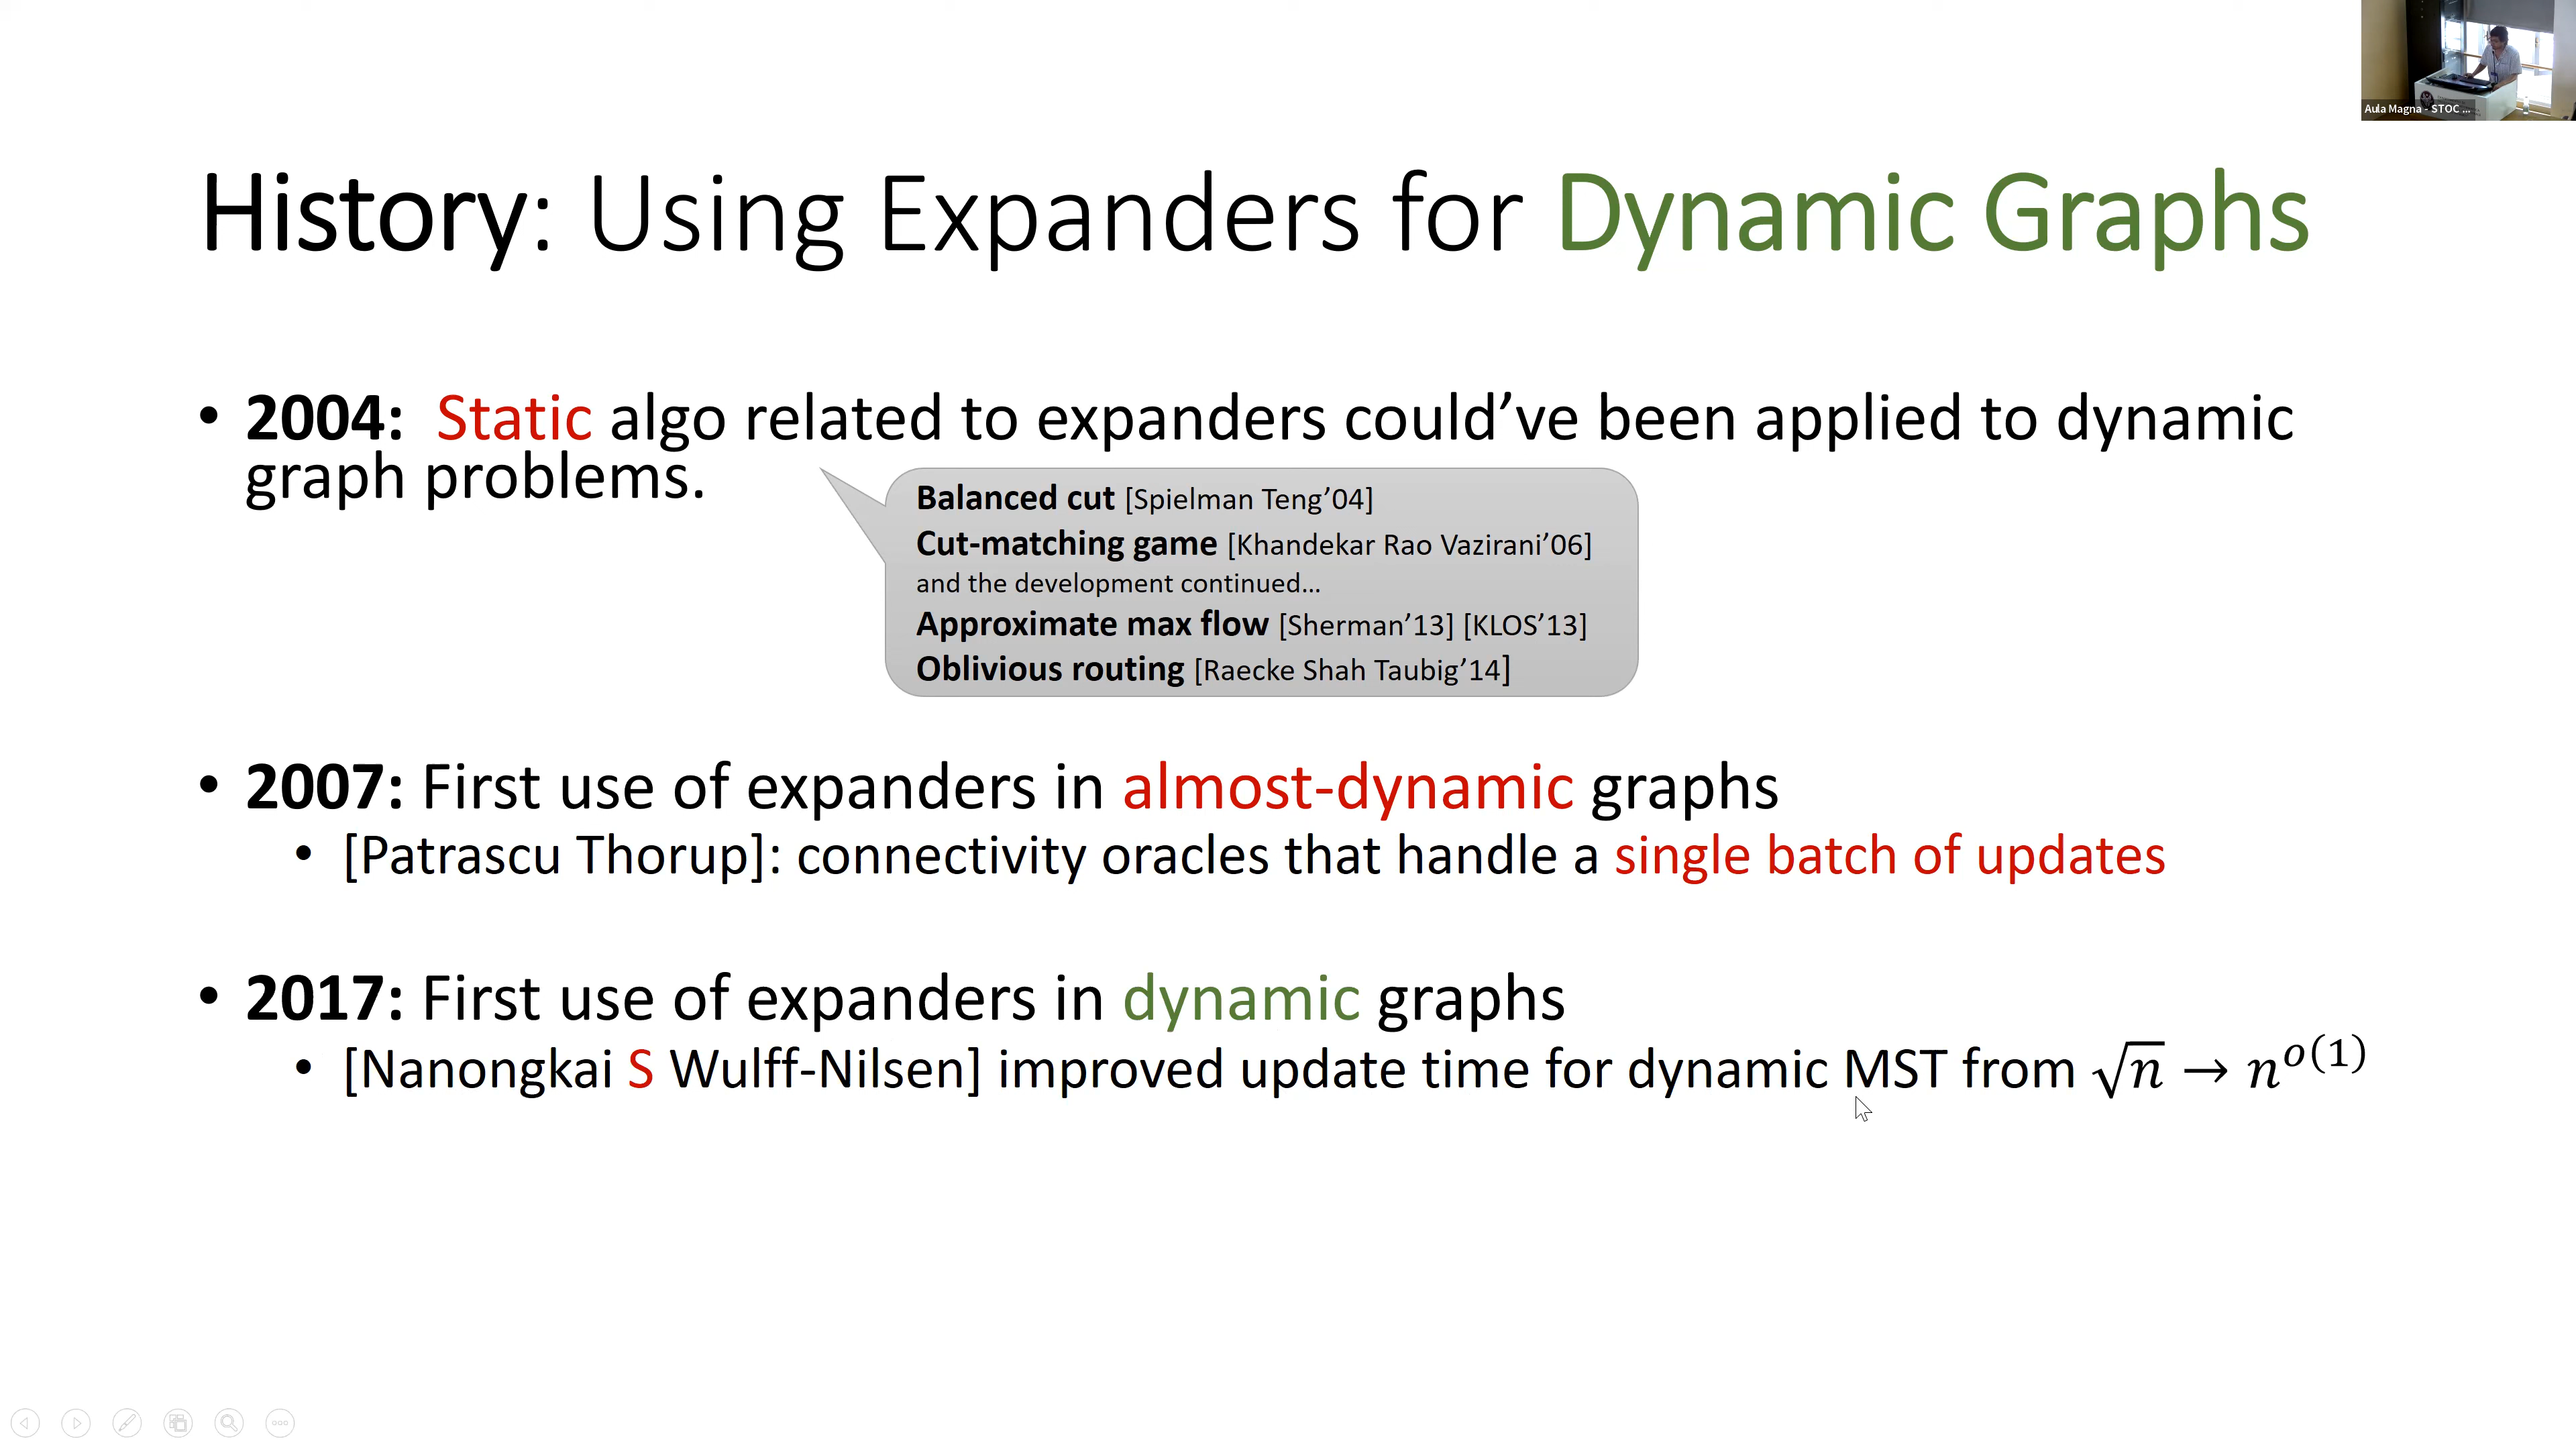 Aula Magna - STOC ...
History: Using Expanders for Dynamic Graphs
• 2004: Static algo related to expanders could’ve been applied to dynamic
graph problems.
Balanced cut [Spielman Teng’04]
Cut-matching game [Khandekar Rao Vazirani’06]
and the development continued…
Approximate max flow [Sherman’13] [KLOS’13]
Oblivious routing [Raecke Shah Taubig’14]
• 2007: First use of expanders in almost-dynamic graphs
• [Patrascu Thorup]: connectivity oracles that handle a single batch of updates
• 2017: First use of expanders in dynamic graphs
• [Nanongkai S Wulff-Nilsen] improved update time for dynamic MST from √n → n^{o(1)}